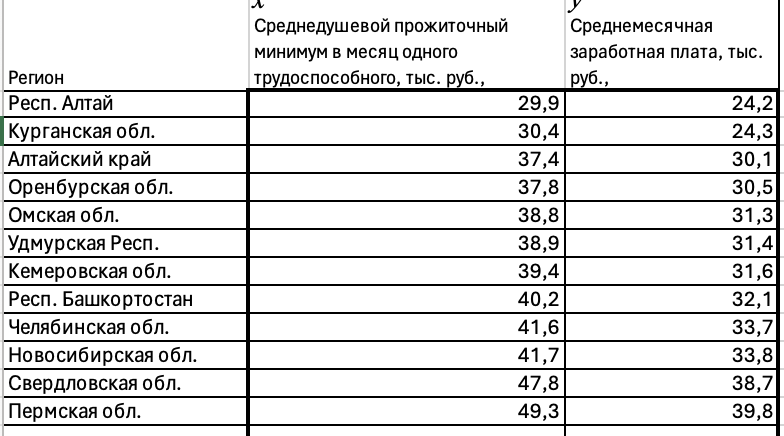 x y
Среднедушевой прожиточный Среднемесячная
минимум в месяц одного заработная плата, тыс.
Регион трудоспособного, тыс. руб., руб.,
Респ. Алтай 29,9 24,2
Курганская обл. 30,4 24,3
Алтайский край 37,4 30,1
Оренбурская обл. 37,8 30,5
Омская обл. 38,8 31,3
Удмурская Респ. 38,9 31,4
Кемеровская обл. 39,4 31,6
Респ. Башкортостан 40,2 32,1
Челябинская обл. 41,6 33,7
Новосибирская обл. 41,7 33,8
Свердловская обл. 47,8 38,7
Пермская обл. 49,3 39,8